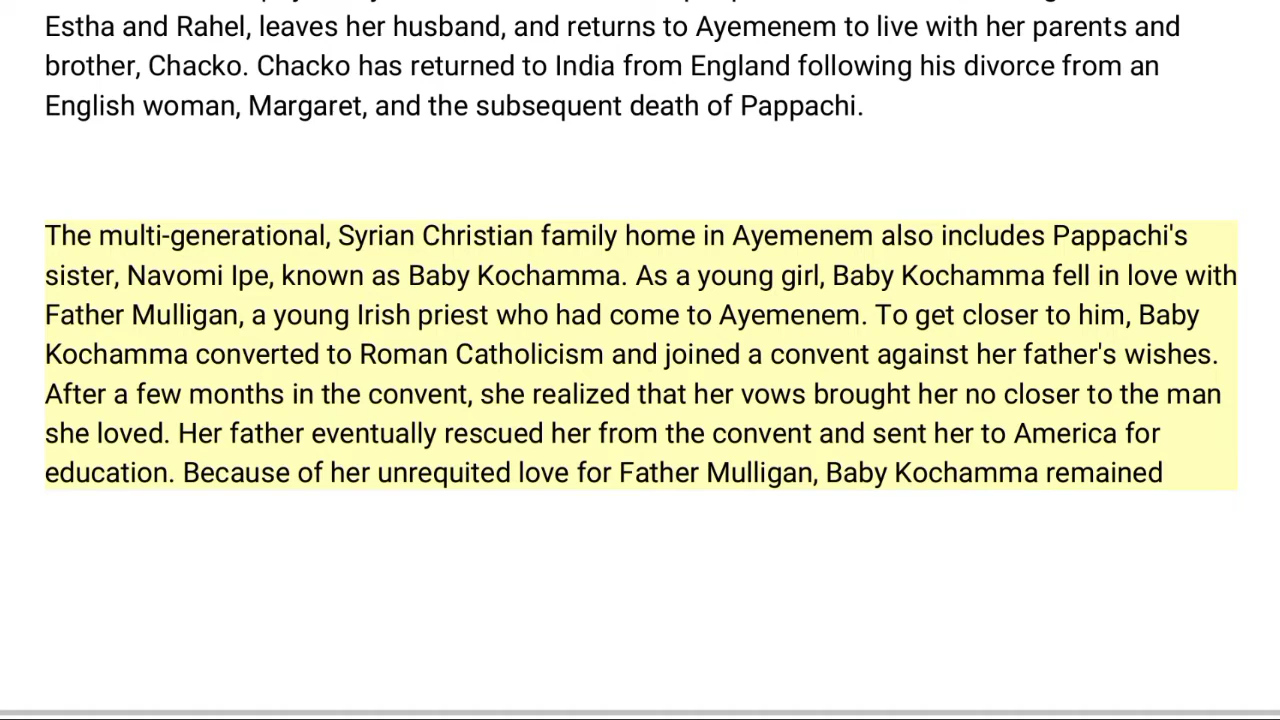 Estha and Rahel, leaves her husband, and returns to Ayemenem to live with her parents and
brother, Chacko. Chacko has returned to India from England following his divorce from an
English woman, Margaret, and the subsequent death of Pappachi.
The multi-generational, Syrian Christian family home in Ayemenem also includes Pappachi's
sister, Navomi Ipe, known as Baby Kochamma. As a young girl, Baby Kochamma fell in love with
Father Mulligan, a young Irish priest who had come to Ayemenem. To get closer to him, Baby
Kochamma converted to Roman Catholicism and joined a convent against her father's wishes.
After a few months in the convent, she realized that her vows brought her no closer to the man
she loved. Her father eventually rescued her from the convent and sent her to America for
education. Because of her unrequited love for Father Mulligan, Baby Kochamma remained